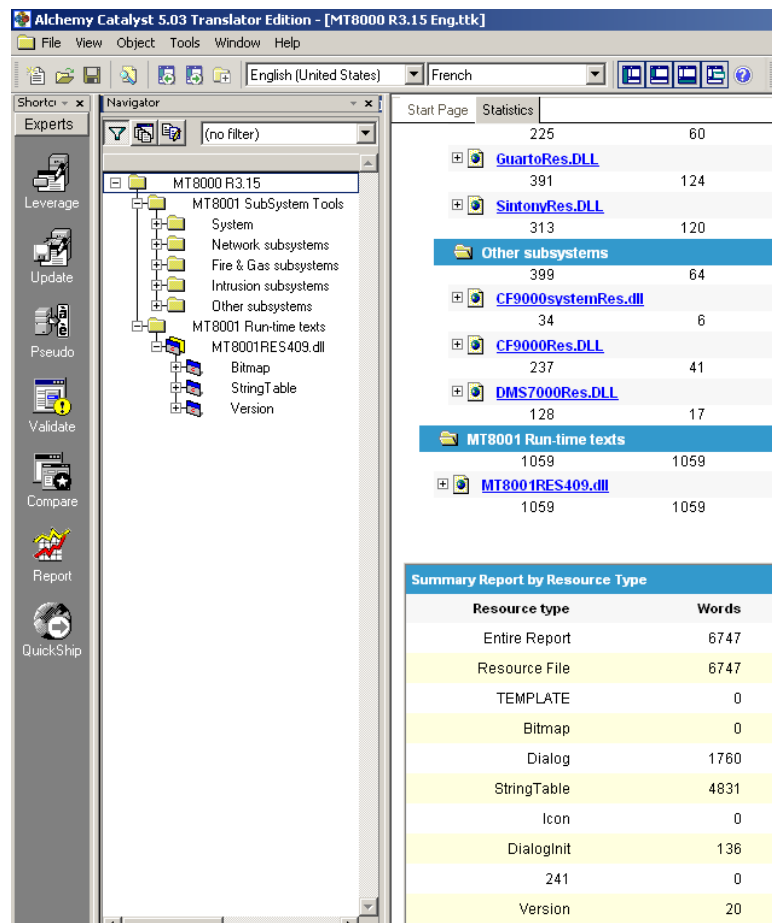 Alchemy Catalyst 5.03 Translator Edition - [MT8000 R3.15 Eng.ttk]
File View Object Tools Window Help
English (United States) French
Shortcu
Experts
Leverage
Update
Pseudo
Validate
Compare
Report
QuickShip
Navigator
(no filter)
MT8000 R3.15
MT8001 SubSystem Tools
System
Network subsystems
Fire & Gas subsystems
Intrusion subsystems
Other subsystems
MT8001 Run-time texts
MT8001RES409.dll
Bitmap
StringTable
Version
Start Page Statistics
225 60
GuartoRes.DLL
391 124
SintonyRes.DLL
313 120
Other subsystems
399 64
CF9000systemRes.dll
34 6
CF9000Res.DLL
237 41
DMS7000Res.DLL
128 17
MT8001 Run-time texts
1059 1059
MT8001RES409.dll
1059 1059
Summary Report by Resource Type
Resource type Words
Entire Report 6747
Resource File 6747
TEMPLATE 0
Bitmap 0
Dialog 1760
StringTable 4831
Icon 0
DialogInit 136
241 0
Version 20